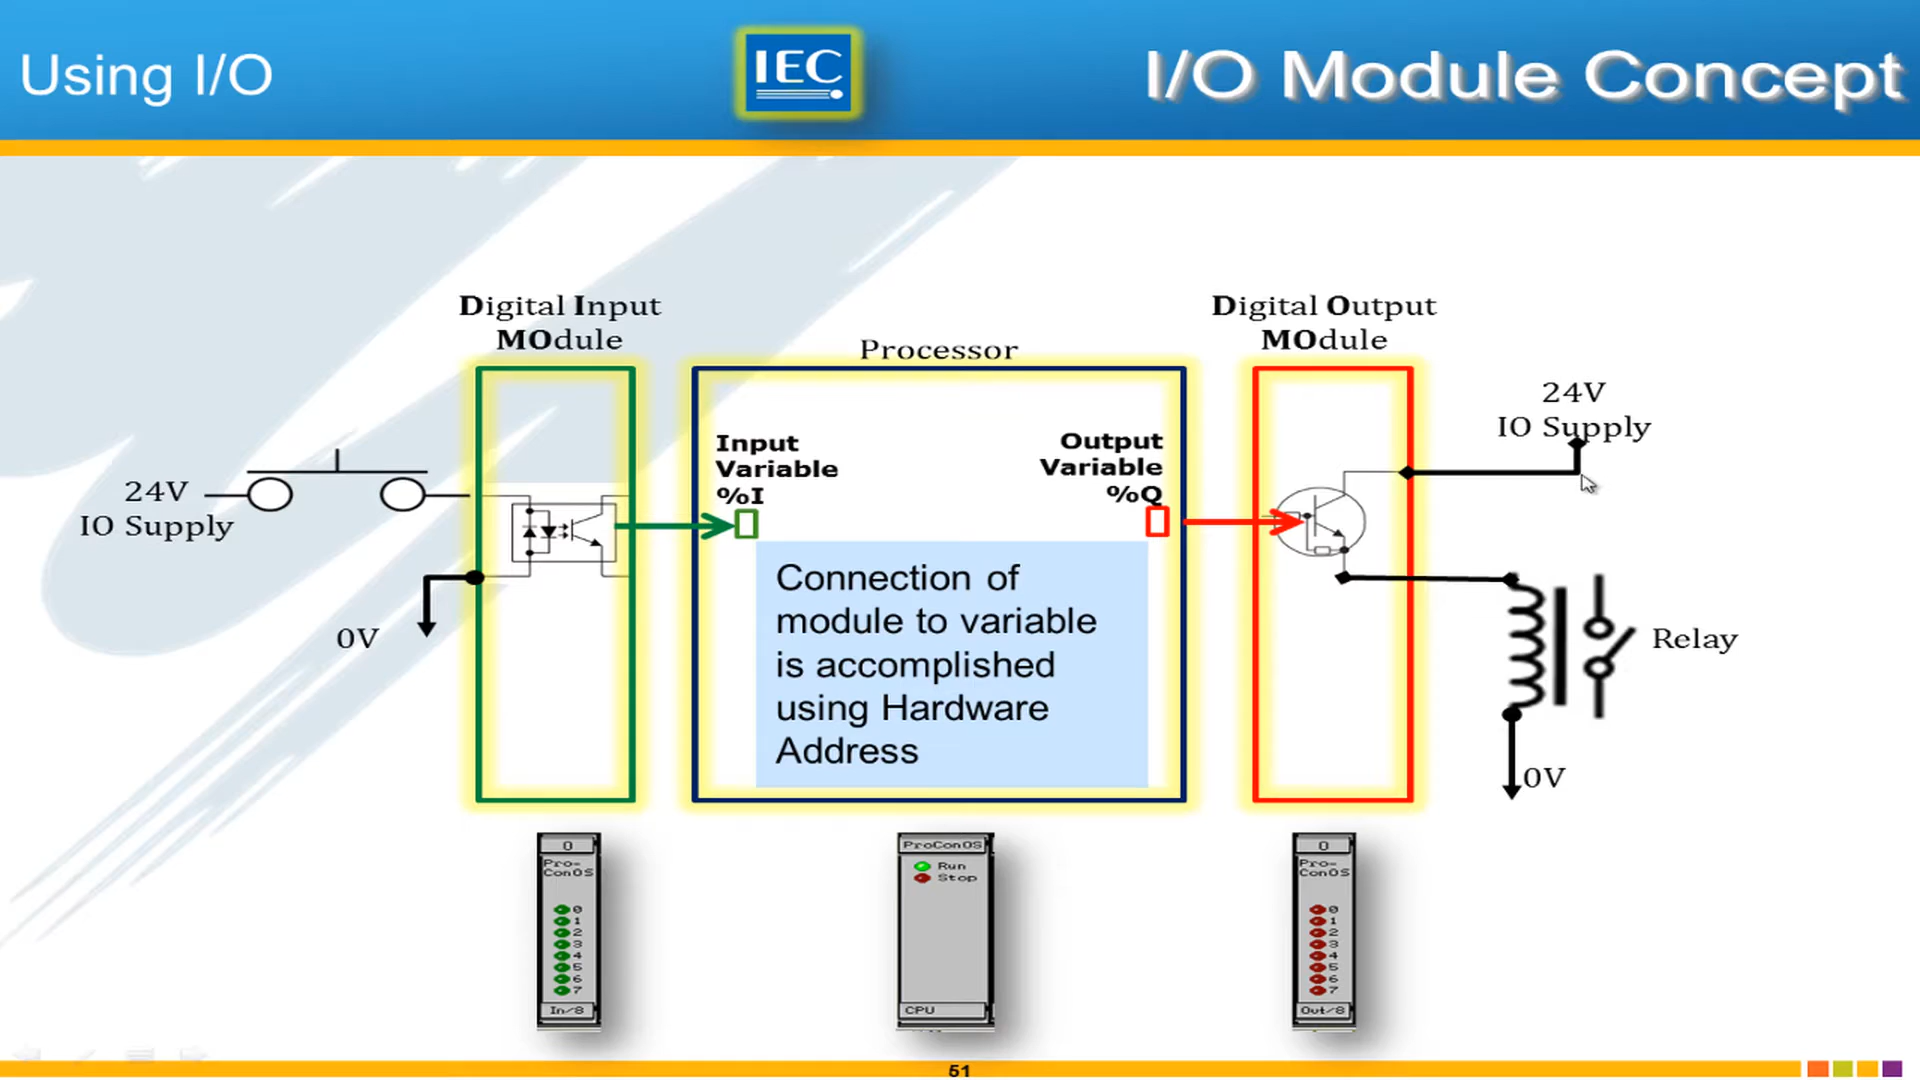 Using I/O
IEC
I/O Module Concept
Digital Input
MOdule
Processor
Digital Output
MOdule
24V
IO Supply
24V
IO Supply
0V
Input
Variable
%I
Output
Variable
%Q
Connection of
module to variable
is accomplished
using Hardware
Address
Relay
0V
0
Pro-
ConOS
0
1
2
3
4
5
6
7
In/8
ProConOS
Run
Stop
CPU
0
Pro-
ConOS
0
1
2
3
4
5
6
7
Out/8
51